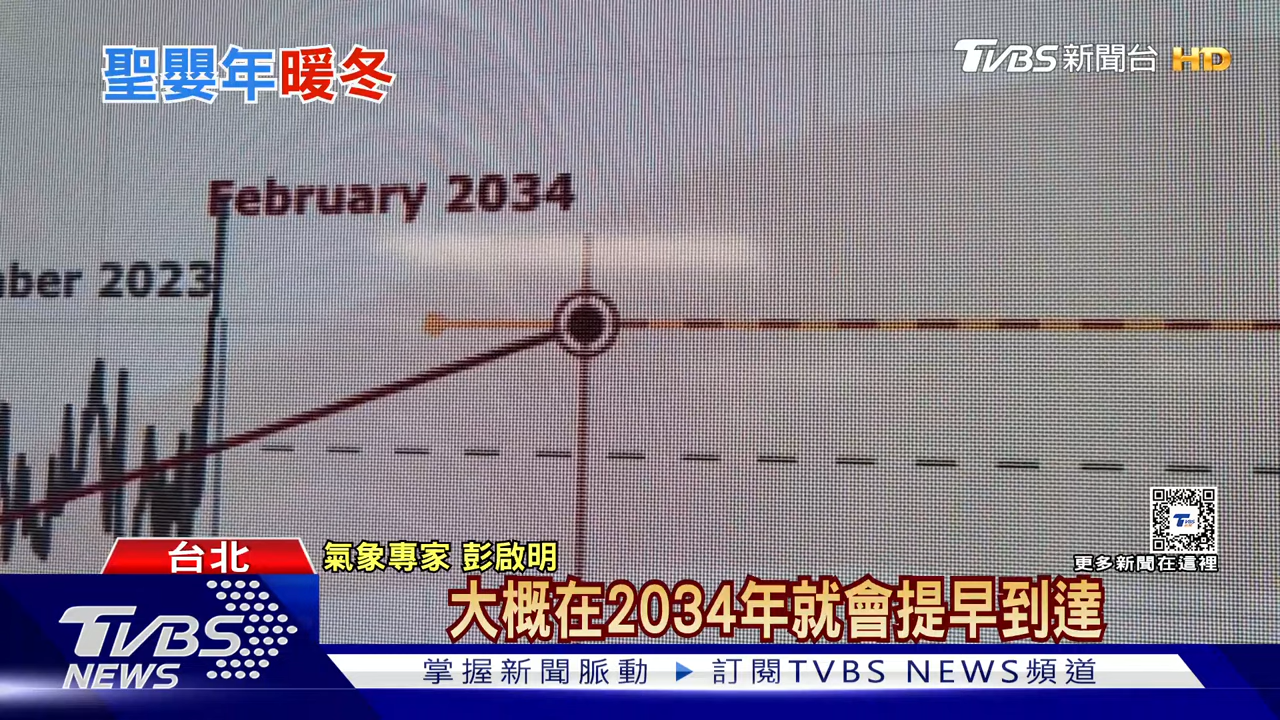 聖嬰年暖冬
TVBS新聞台 HD
February 2034
ber 2023
更多新聞在這裡
台北
氣象專家 彭啟明
大概在2034年就會提早到達
TVBS NEWS
掌握新聞脈動 ▶ 訂閱TVBS NEWS頻道